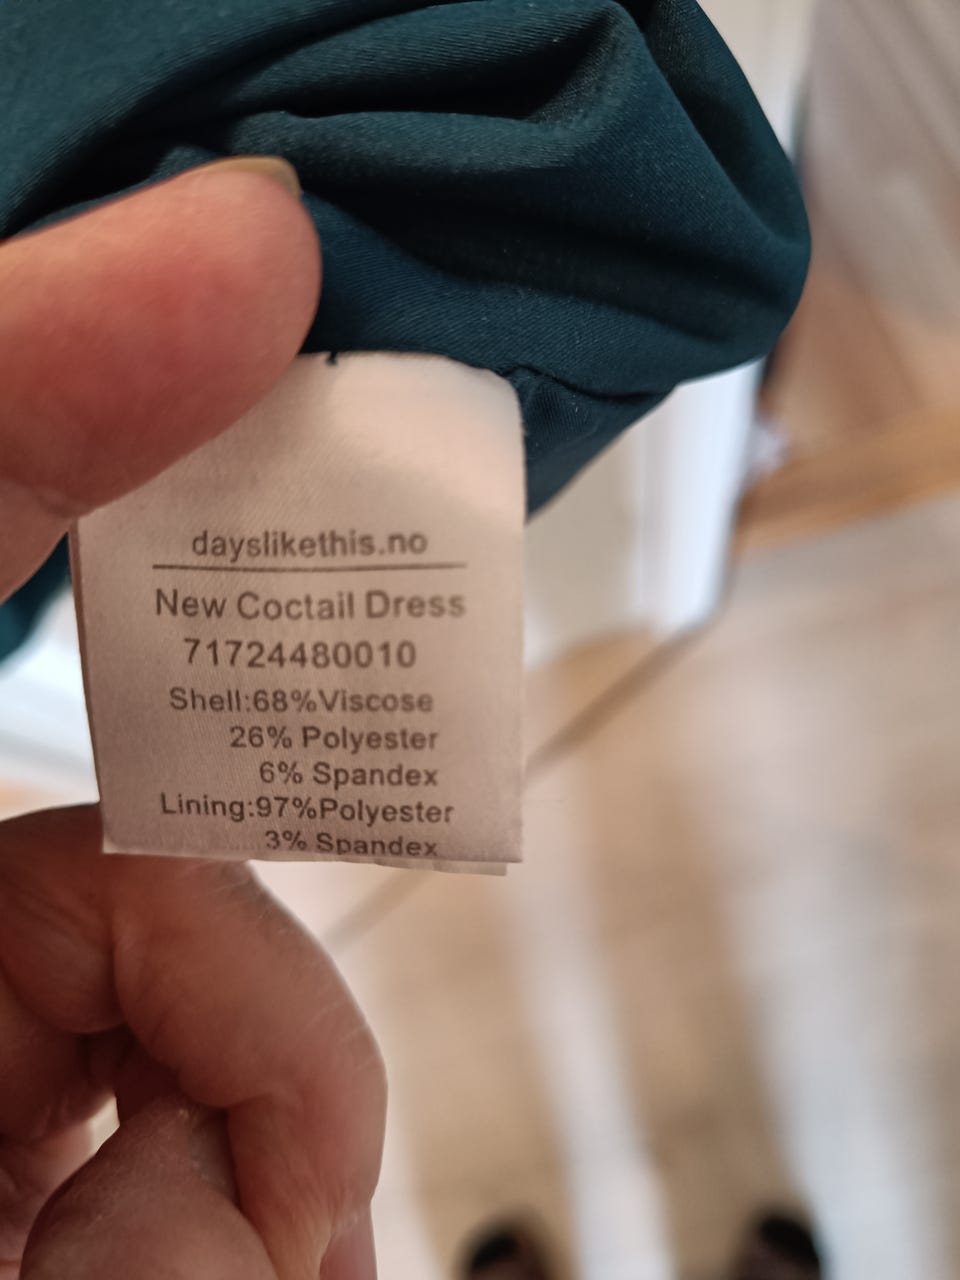 dayslikethis.no
New Coctail Dress
71724480010
Shell:68%Viscose
26% Polyester
6% Spandex
Lining:97%Polyester
3% Spandex